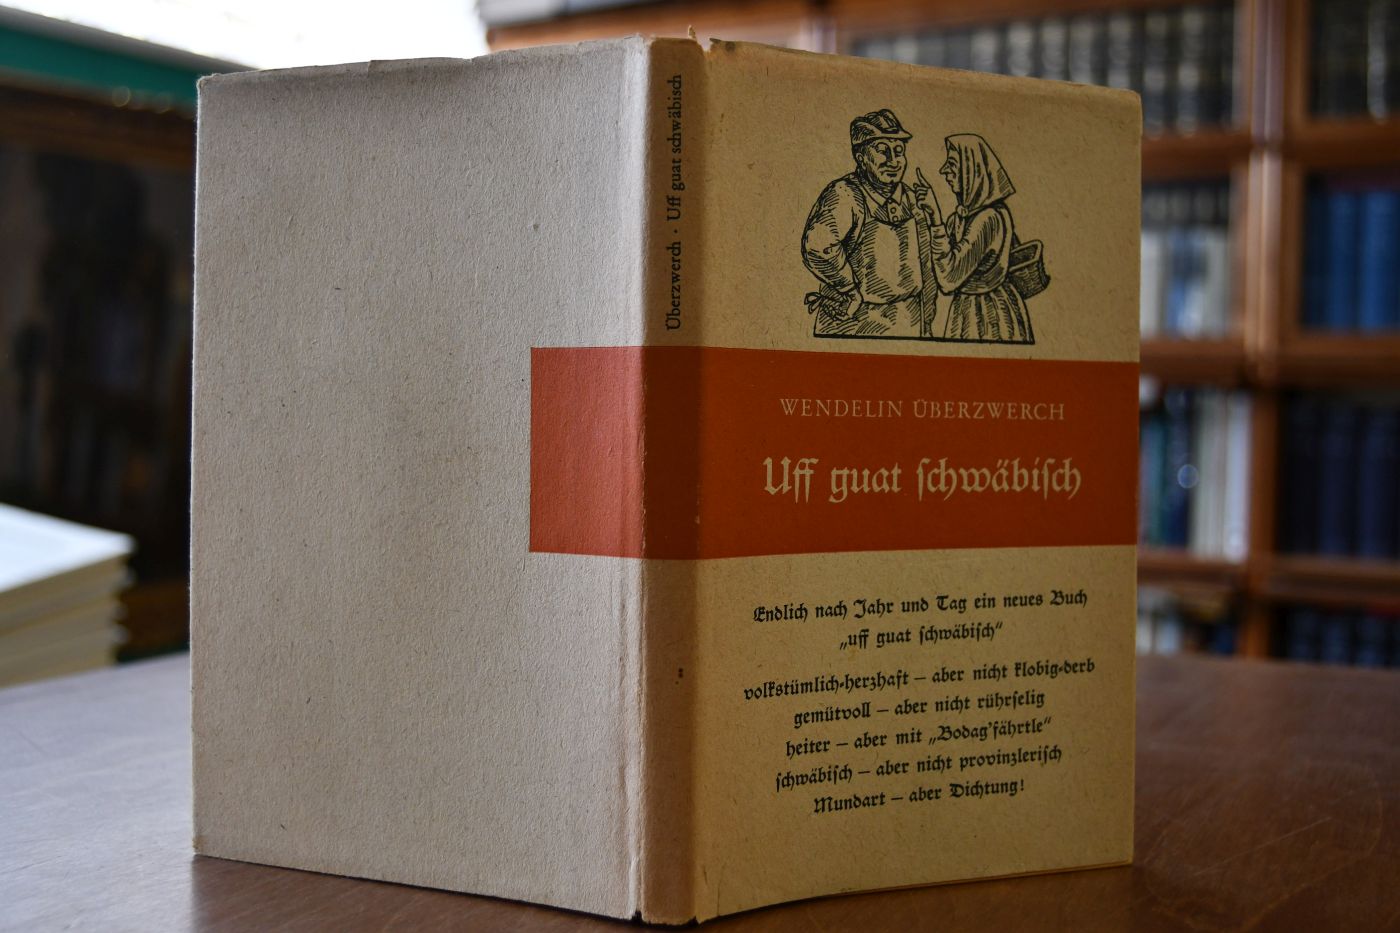 Überzwerch · Uff guat schwäbisch
WENDELIN ÜBERZWERCH
Uff guat schwäbisch
Endlich nach Jahr und Tag ein neues Buch
„uff guat schwäbisch“
volkstümlich-herzhaft – aber nicht klobig-derb
gemütvoll – aber nicht rührselig
heiter – aber mit „Bodag'fährtle“
schwäbisch – aber nicht provinzlerisch
Mundart – aber Dichtung!